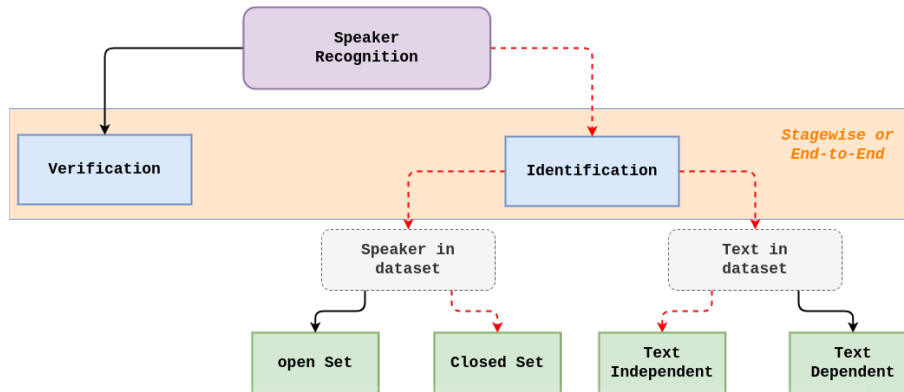 Speaker
Recognition
Stagewise or
End-to-End
Verification
Identification
Speaker in
dataset
Text in
dataset
open Set
Closed Set
Text
Independent
Text
Dependent